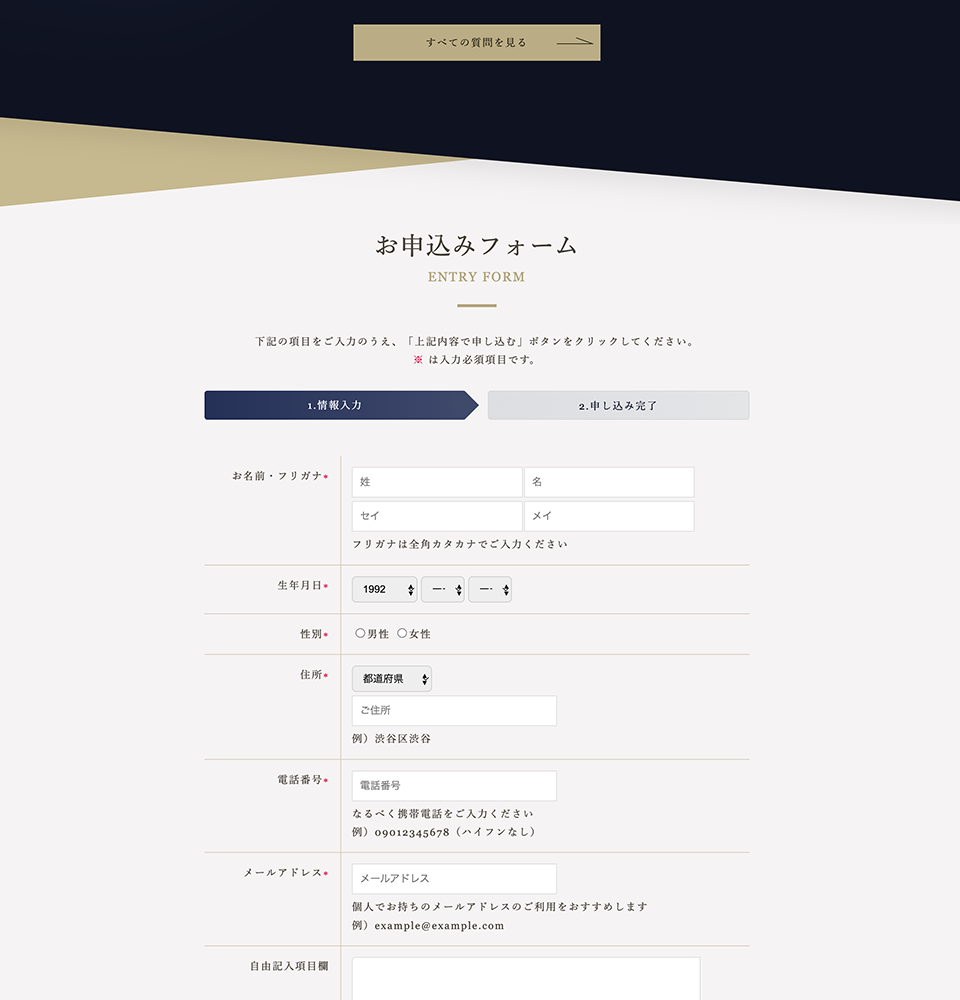 すべての質問を見る
お申込みフォーム
ENTRY FORM
下記の項目をご入力のうえ、「上記内容で申し込む」ボタンをクリックしてください。
※ は入力必須項目です。
1.情報入力
2.申し込み完了
お名前・フリガナ*
姓 名
セイ メイ
フリガナは全角カタカナでご入力ください
生年月日*
1992 —- —-
性別*
男性 女性
住所*
都道府県
ご住所
例）渋谷区渋谷
電話番号*
電話番号
なるべく携帯電話をご入力ください
例）09012345678（ハイフンなし）
メールアドレス*
メールアドレス
個人でお持ちのメールアドレスのご利用をおすすめします
例）example@example.com
自由記入項目欄